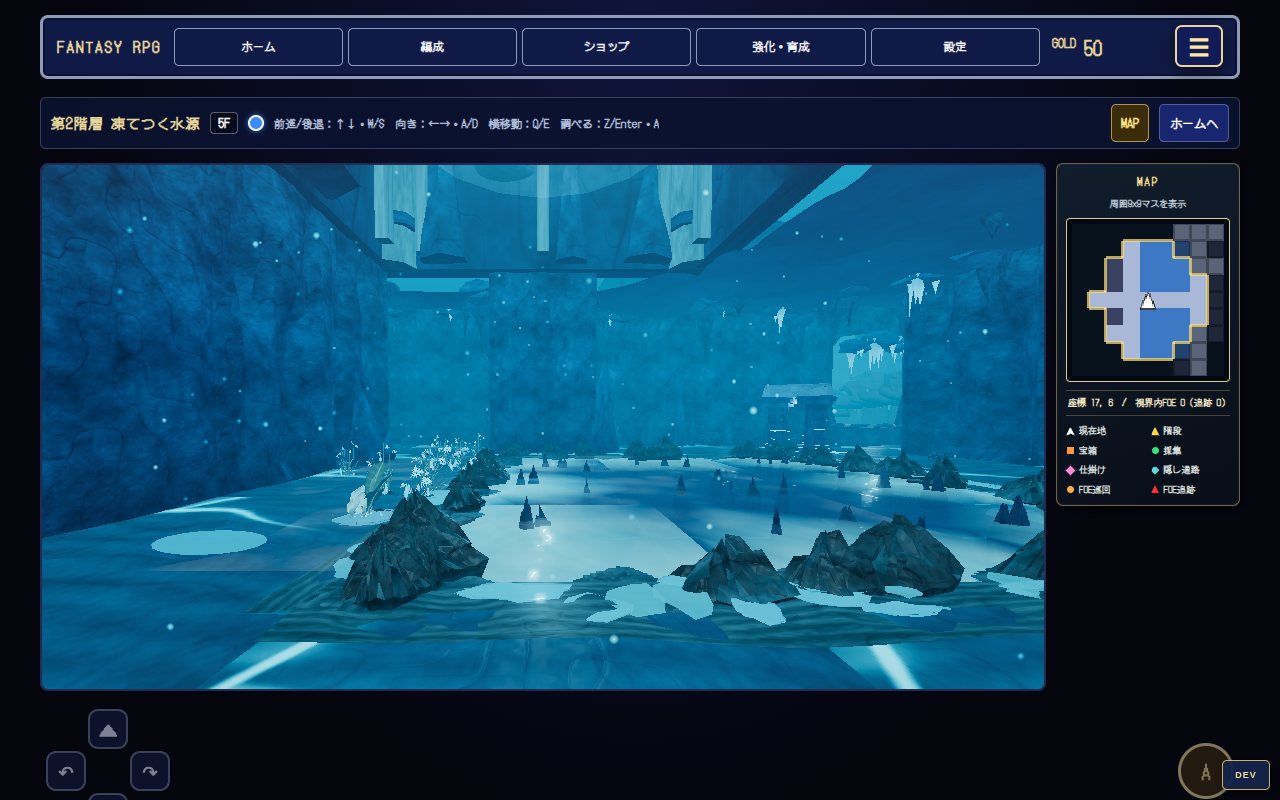 FANTASY RPG
ホーム
編成
ショップ
強化・育成
設定
GOLD 50
第2階層 凍てつく水源
5F
前進/後退：↑↓・W/S 向き：←→・A/D 横移動：Q/E 調べる：Z/Enter・A
MAP
ホームへ
MAP
周囲9x9マスを表示
座標 17, 6 / 視界内FOE 0 (追跡 0)
現在地
階段
宝箱
採集
仕掛け
隠し通路
FOE巡回
FOE追跡
A
DEV